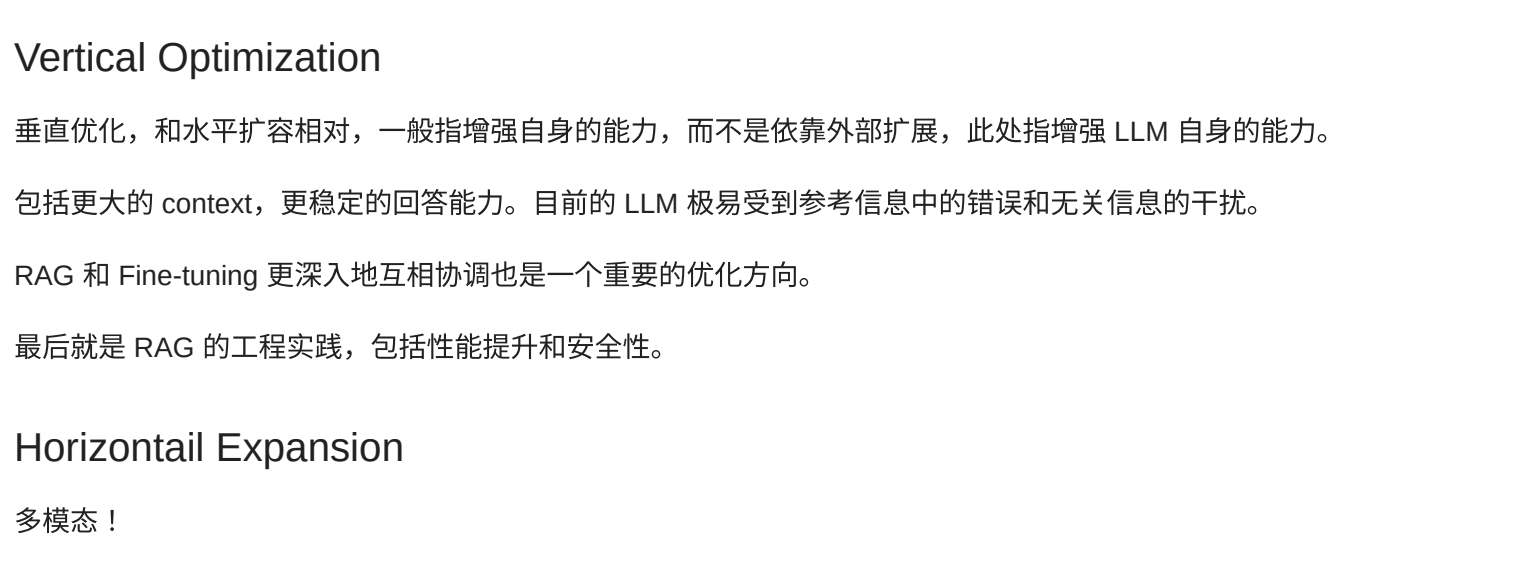 Vertical Optimization
垂直优化，和水平扩容相对，一般指增强自身的能力，而不是依靠外部扩展，此处指增强 LLM 自身的能力。
包括更大的 context，更稳定的回答能力。目前的 LLM 极易受到参考信息中的错误和无关信息的干扰。
RAG 和 Fine-tuning 更深入地互相协调也是一个重要的优化方向。
最后就是 RAG 的工程实践，包括性能提升和安全性。
Horizontail Expansion
多模态！